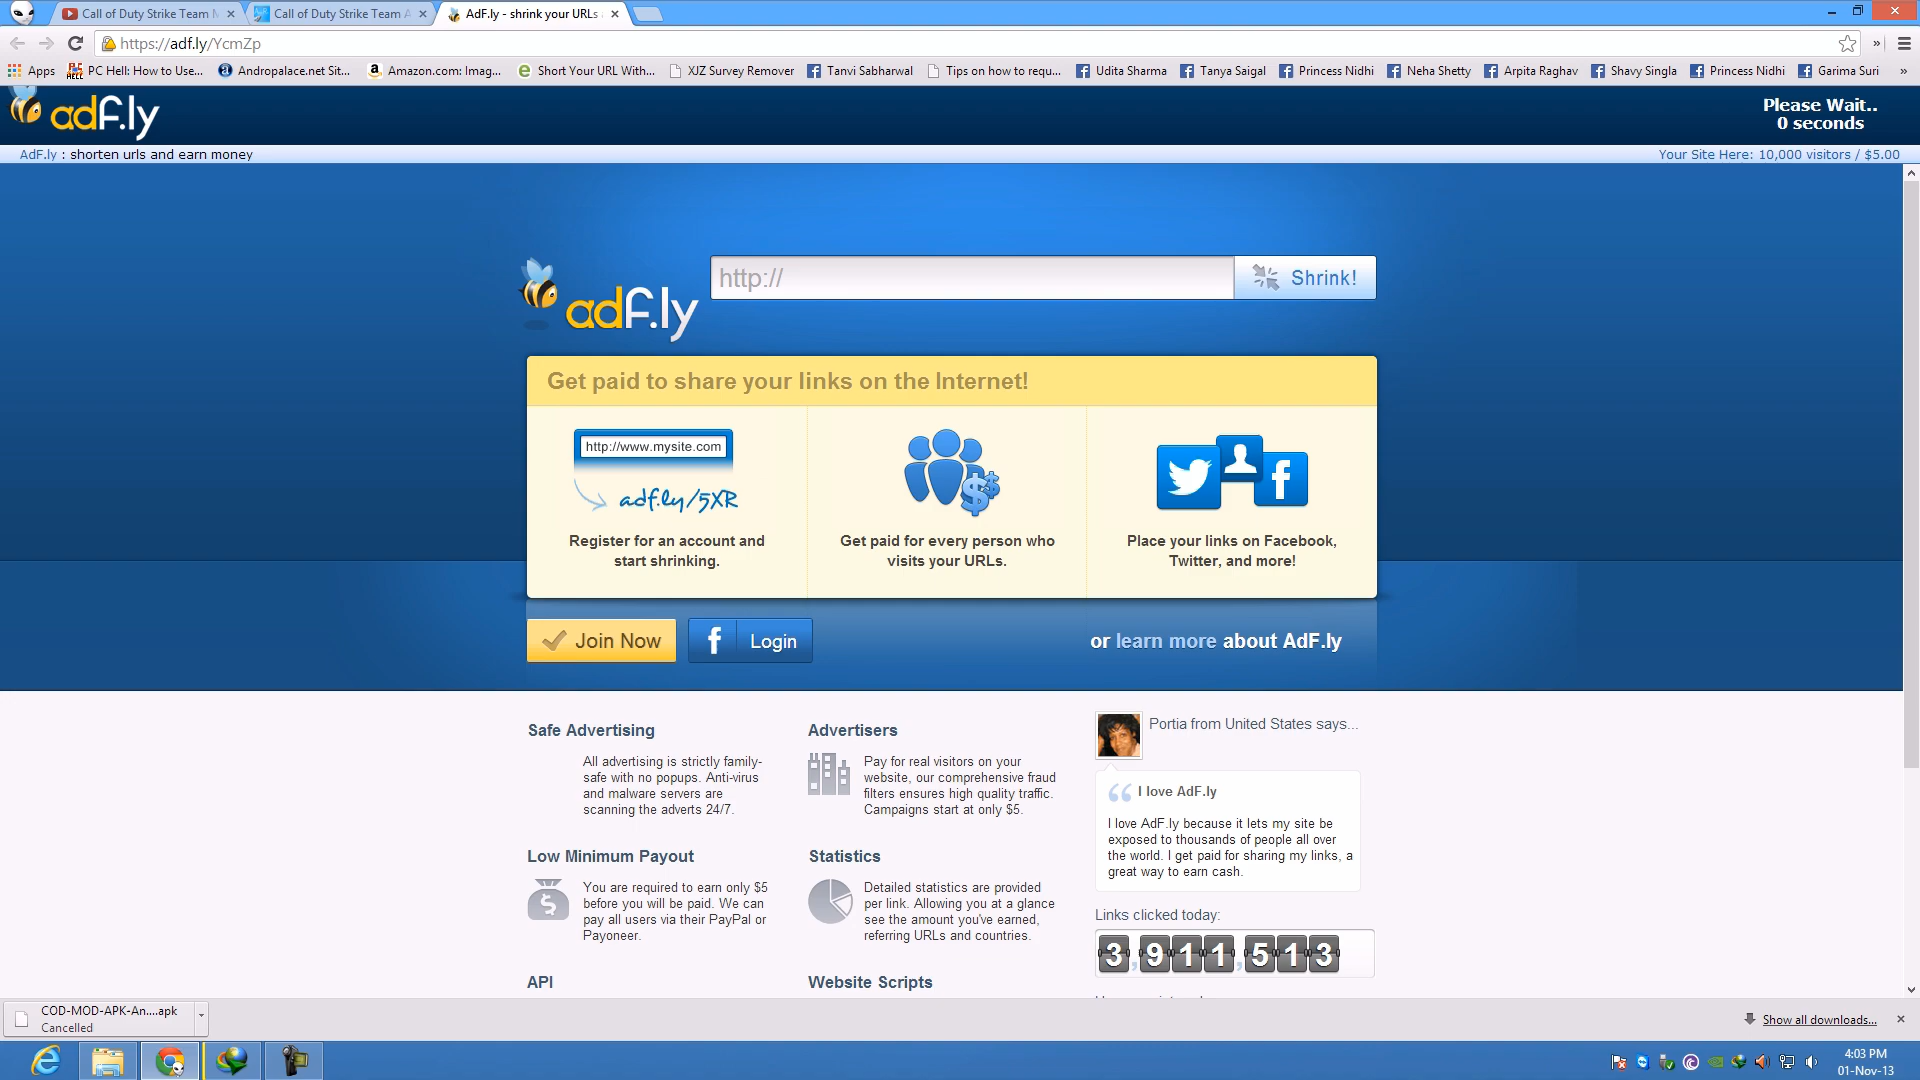 Call of Duty Strike Team M
Call of Duty Strike Team A
AdF.ly - shrink your URLs
https://adf.ly/YcmZp
Apps
PC Hell: How to Use...
Andropalace.net Sit...
Amazon.com: Imag...
Short Your URL With...
XJZ Survey Remover
Tanvi Sabharwal
Tips on how to requ...
Udita Sharma
Tanya Saigal
Princess Nidhi
Neha Shetty
Arpita Raghav
Shavy Singla
Princess Nidhi
Garima Suri
adf.ly
Please Wait..
0 seconds
AdF.ly : shorten urls and earn money
Your Site Here: 10,000 visitors / $5.00
adf.ly
http://
Shrink!
Get paid to share your links on the Internet!
http://www.mysite.com
adf.ly/5XR
Register for an account and
start shrinking.
Get paid for every person who
visits your URLs.
Place your links on Facebook,
Twitter, and more!
Join Now
Login
or learn more about AdF.ly
Safe Advertising
All advertising is strictly family-
safe with no popups. Anti-virus
and malware servers are
scanning the adverts 24/7.
Advertisers
Pay for real visitors on your
website, our comprehensive fraud
filters ensures high quality traffic.
Campaigns start at only $5.
Portia from United States says...
I love AdF.ly
I love AdF.ly because it lets my site be
exposed to thousands of people all over
the world. I get paid for sharing my links, a
great way to earn cash.
Low Minimum Payout
You are required to earn only $5
before you will be paid. We can
pay all users via their PayPal or
Payoneer.
Statistics
Detailed statistics are provided
per link. Allowing you at a glance
see the amount you've earned,
referring URLs and countries.
Links clicked today:
3,911,513
API
Website Scripts
COD-MOD-APK-An....apk
Cancelled
Show all downloads...
4:03 PM
01-Nov-13